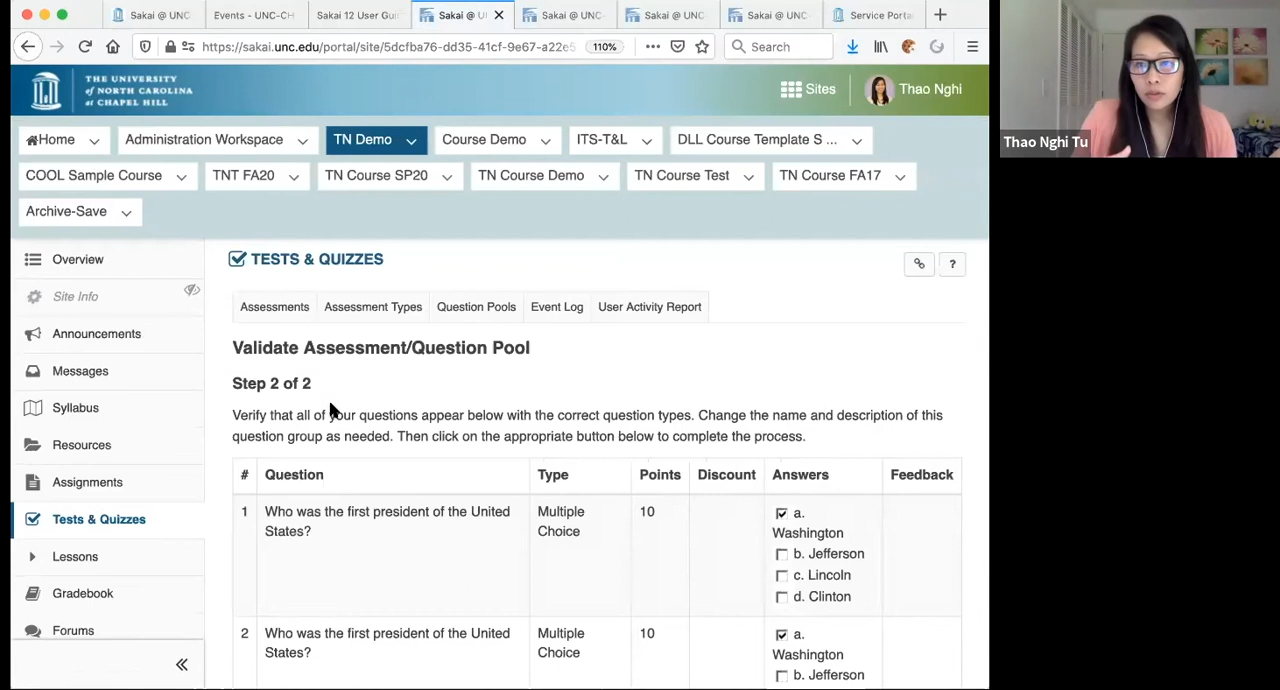 Sakai @ UNC
Events - UNC-CH
Sakai 12 User Gui
Sakai @ U
Sakai @ UNC
Sakai @ UNC
Sakai @ UNC
Service Porta
https://sakai.unc.edu/portal/site/5dcfba76-dd35-41cf-9e67-a22e5
110%
Search
THE UNIVERSITY
of NORTH CAROLINA
at CHAPEL HILL
Sites
Thao Nghi
Thao Nghi Tu
Home
Administration Workspace
TN Demo
Course Demo
ITS-T&L
DLL Course Template S ...
COOL Sample Course
TNT FA20
TN Course SP20
TN Course Demo
TN Course Test
TN Course FA17
Archive-Save
Overview
Site Info
Announcements
Messages
Syllabus
Resources
Assignments
Tests & Quizzes
Lessons
Gradebook
Forums
TESTS & QUIZZES
?
Assessments
Assessment Types
Question Pools
Event Log
User Activity Report
Validate Assessment/Question Pool
Step 2 of 2
Verify that all of your questions appear below with the correct question types. Change the name and description of this
question group as needed. Then click on the appropriate button below to complete the process.
# Question Type Points Discount Answers Feedback
1 Who was the first president of the United Multiple 10 a.
States? Choice Washington
b. Jefferson
c. Lincoln
d. Clinton
2 Who was the first president of the United Multiple 10 a.
States? Choice Washington
b. Jefferson